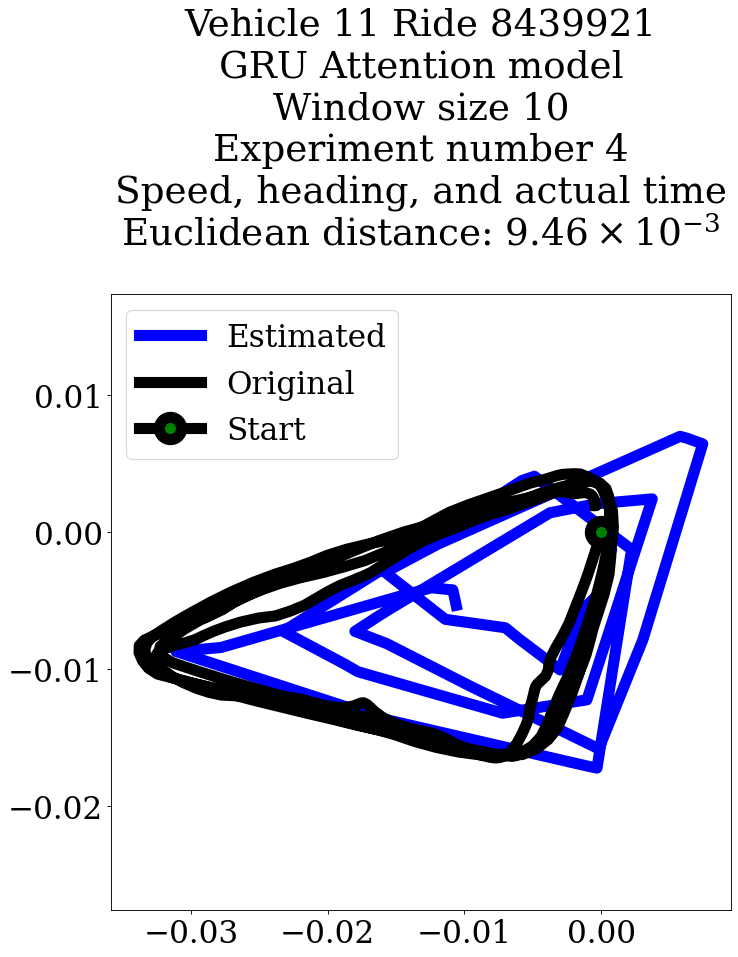 Vehicle 11 Ride 8439921
GRU Attention model
Window size 10
Experiment number 4
Speed, heading, and actual time
Euclidean distance: 9.46 × 10⁻³
Estimated
Original
Start
0.01
0.00
−0.01
−0.02
−0.03 −0.02 −0.01 0.00